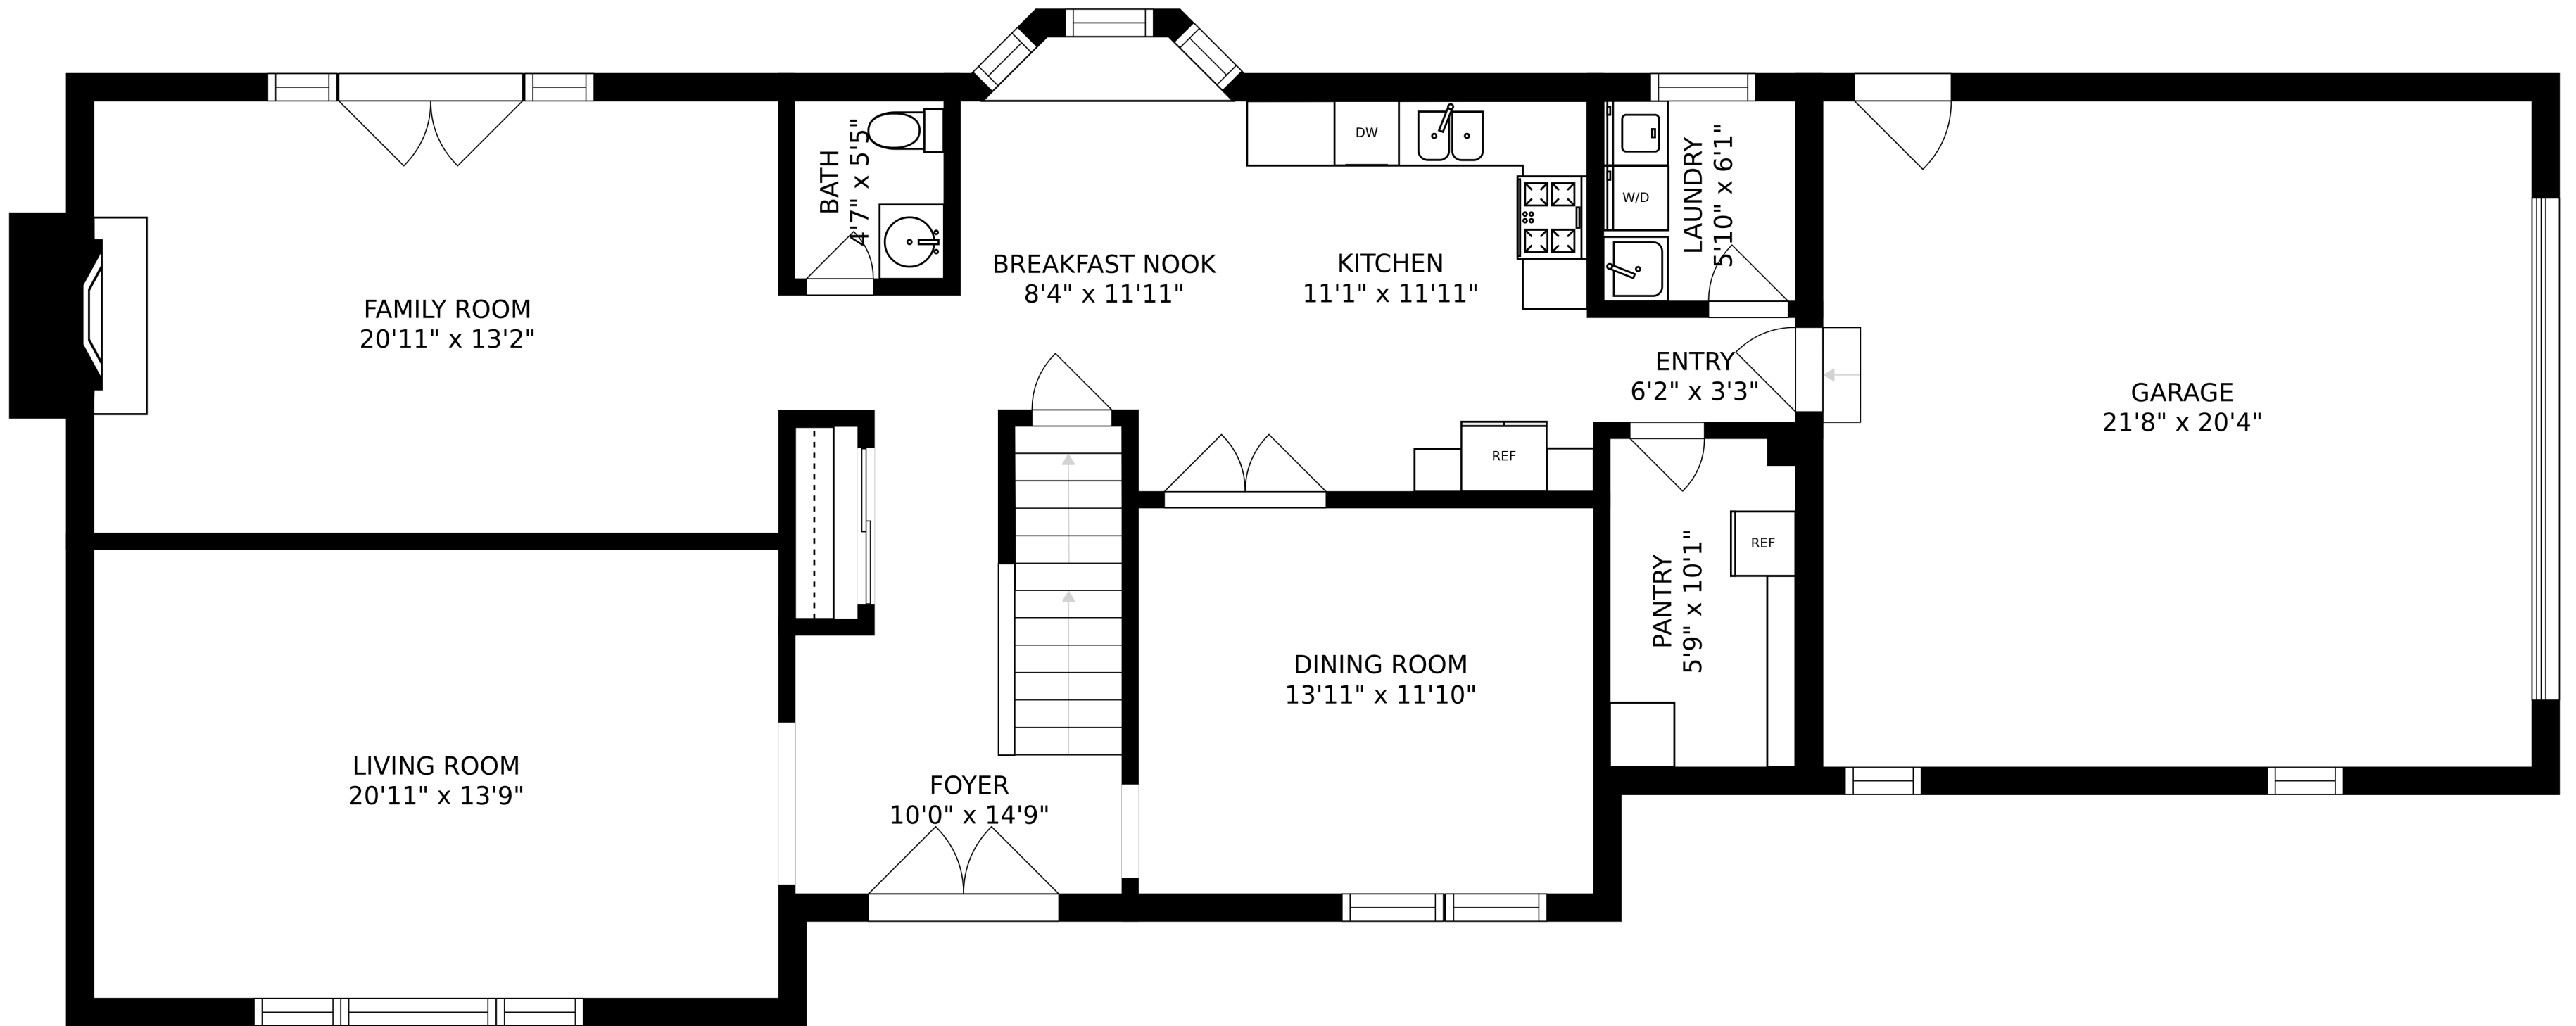 BATH
4'7" x 5'5"
DW
W/D
LAUNDRY
5'10" x 6'1"
BREAKFAST NOOK
8'4" x 11'11"
KITCHEN
11'1" x 11'11"
FAMILY ROOM
20'11" x 13'2"
ENTRY
6'2" x 3'3"
GARAGE
21'8" x 20'4"
REF
REF
PANTRY
5'9" x 10'1"
DINING ROOM
13'11" x 11'10"
LIVING ROOM
20'11" x 13'9"
FOYER
10'0" x 14'9"